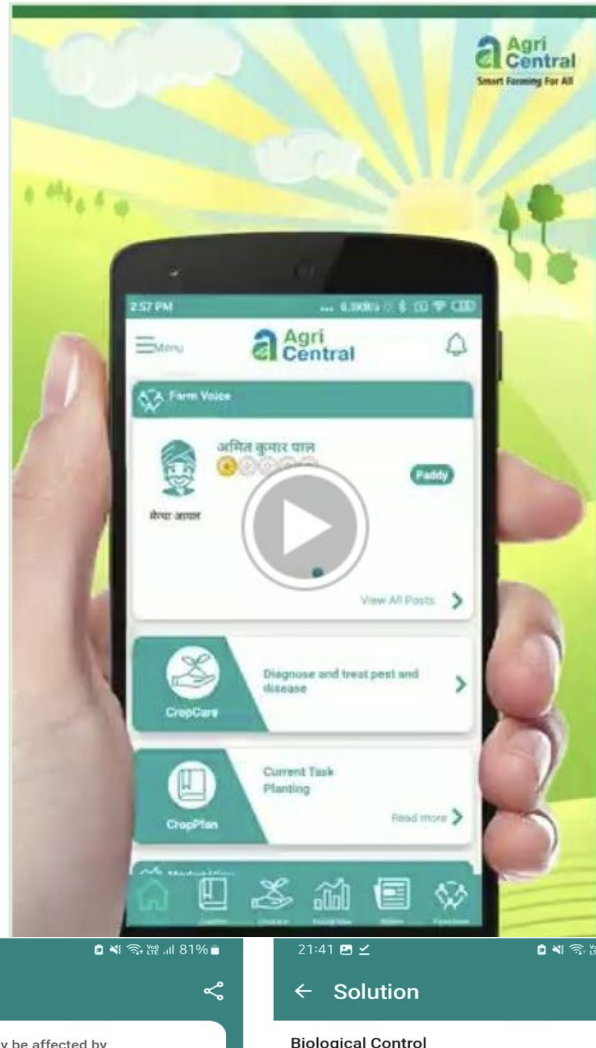 Agri
Central
Smart Farming For All
2:57 PM
Menu
Agri
Central
Farm Voice
अमित कुमार पाल
Paddy
View All Posts
Diagnose and treat pest and
disease
CropCare
Current Task
Planting
CropPlan
Read more
81%
be affected by
21:41
Solution
Biological Control